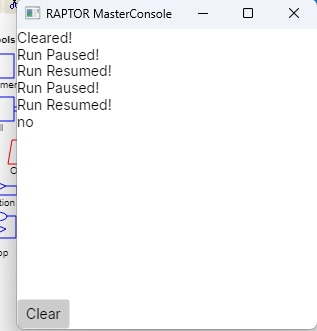 RAPTOR MasterConsole
Cleared!
Run Paused!
Run Resumed!
Run Paused!
Run Resumed!
no
Clear